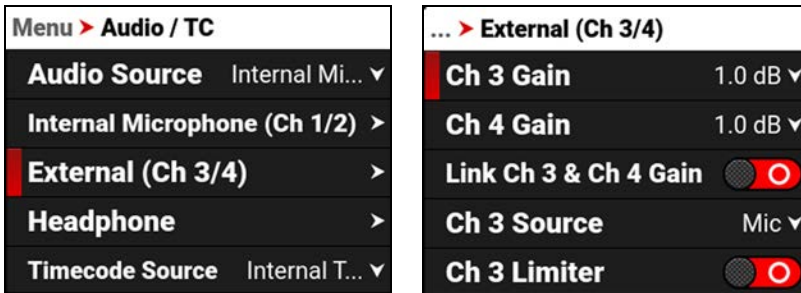 Menu > Audio / TC
Audio Source Internal Mi...
Internal Microphone (Ch 1/2) >
External (Ch 3/4) >
Headphone >
Timecode Source Internal T...
... > External (Ch 3/4)
Ch 3 Gain 1.0 dB
Ch 4 Gain 1.0 dB
Link Ch 3 & Ch 4 Gain
Ch 3 Source Mic
Ch 3 Limiter